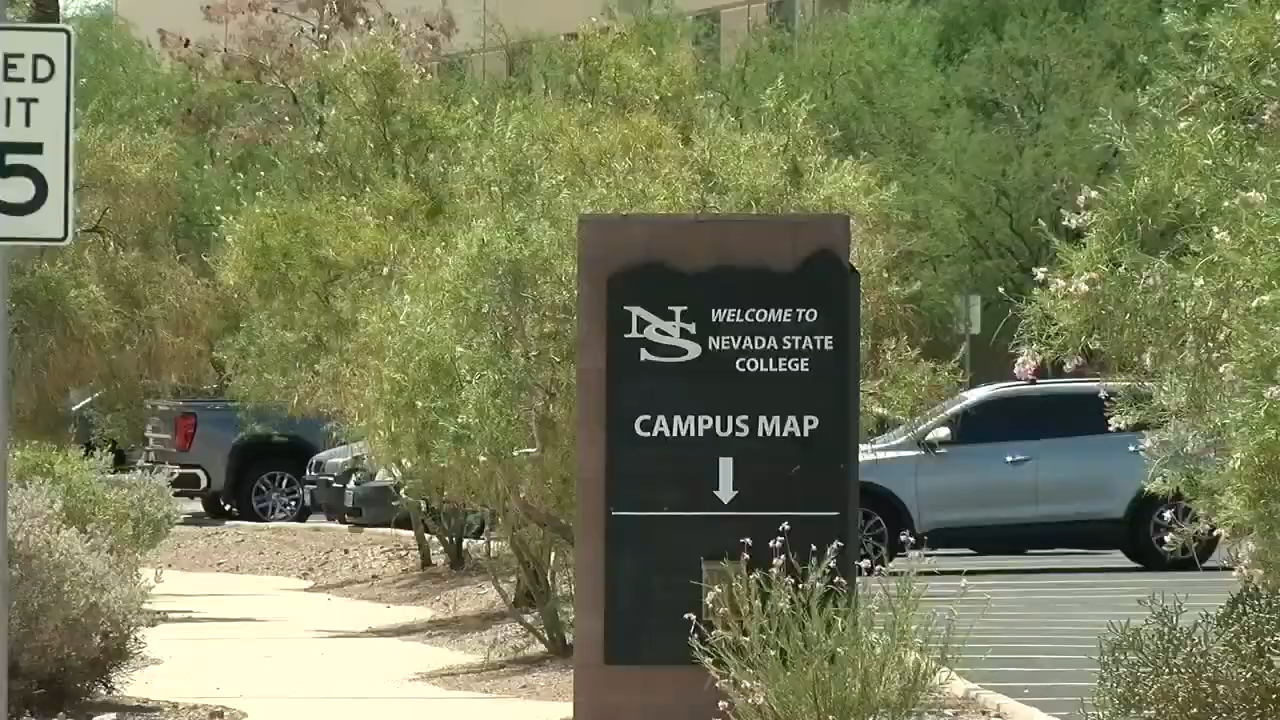 ED
IT
5
NS
WELCOME TO
NEVADA STATE
COLLEGE
CAMPUS MAP